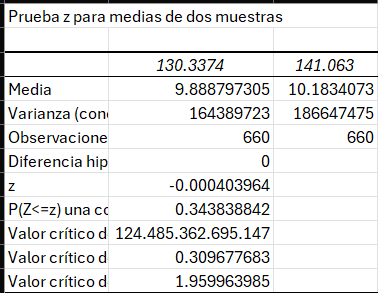 Prueba z para medias de dos muestras
130.3374 141.063
Media 9.888797305 10.1834073
Varianza (con 164389723 186647475
Observacione 660 660
Diferencia hip 0
z -0.000403964
P(Z<=z) una co 0.343838842
Valor crítico d 124.485.362.695.147
Valor crítico d 0.309677683
Valor crítico d 1.959963985